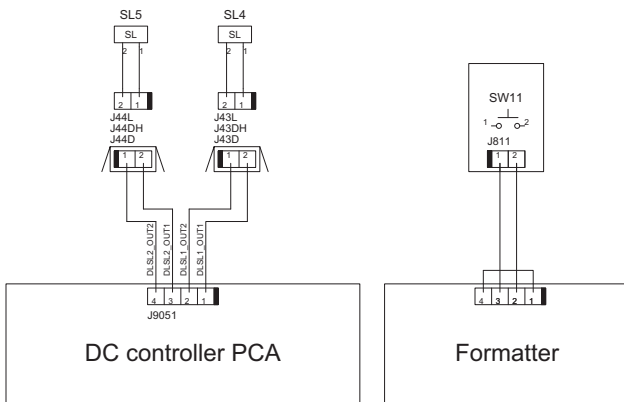 SL5 SL4
SL SL
2 1 2 1
SW11
1 2
2 1 2 1
J44L J43L
J44DH J43DH
J44D J43D
J811
1 2 1 2 1 2
DLSL2_OUT2 DLSL2_OUT1 DLSL1_OUT2 DLSL1_OUT1
4 3 2 1 4 3 2 1
J9051
DC controller PCA Formatter